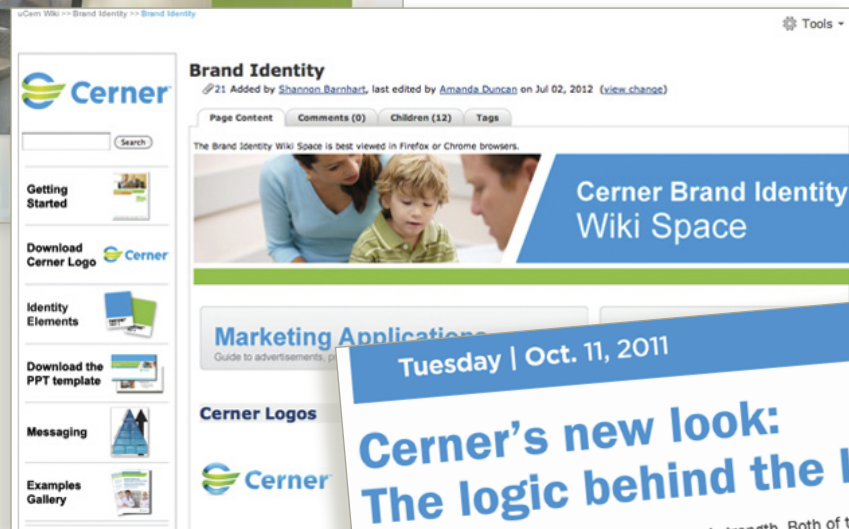 uCern Wiki >> Brand Identity >> Brand Identity
Tools
Cerner
Search
Getting
Started
Download
Cerner Logo
Cerner
Identity
Elements
Download the
PPT template
Messaging
Examples
Gallery
Brand Identity
21 Added by Shannon Barnhart, last edited by Amanda Duncan on Jul 02, 2012 (view change)
Page Content Comments (0) Children (12) Tags
The Brand Identity Wiki Space is best viewed in Firefox or Chrome browsers.
Cerner Brand Identity
Wiki Space
Marketing Applications
Guide to advertisements,
Cerner Logos
Cerner
Tuesday | Oct. 11, 2011
Cerner's new look:
The logic behind the
strength. Both of